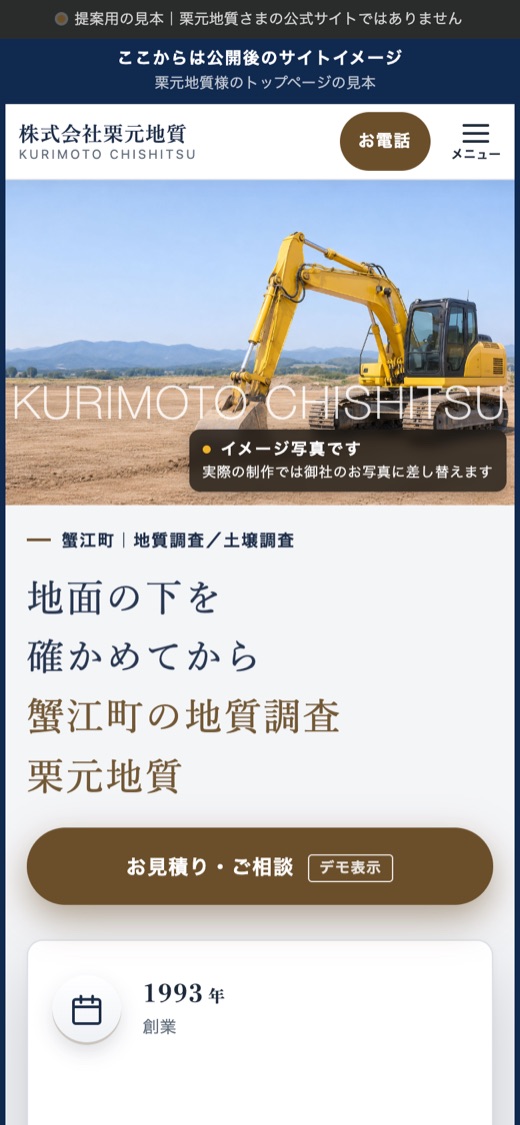 提案用の見本｜栗元地質さまの公式サイトではありません
ここからは公開後のサイトイメージ
栗元地質様のトップページの見本
株式会社栗元地質
KURIMOTO CHISHITSU
お電話
メニュー
KURIMOTO CHISHITSU
イメージ写真です
実際の制作では御社のお写真に差し替えます
蟹江町｜地質調査／土壌調査
地面の下を
確かめてから
蟹江町の地質調査
栗元地質
お見積り・ご相談 デモ表示
1993年
創業